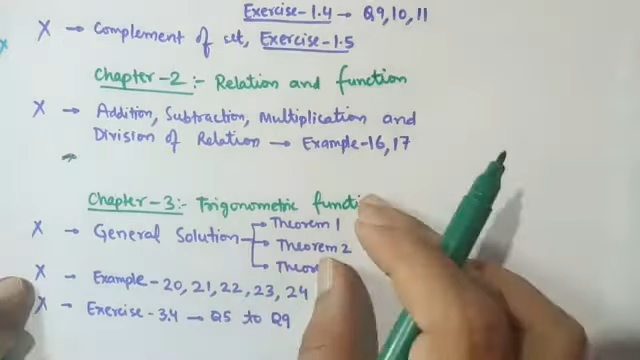 Exercise-1.4 → Q9,10,11
X → Complement of set, Exercise-1.5
Chapter-2:- Relation and function
X → Addition, Subtraction, Multiplication and
Division of Relation → Example-16,17
Chapter-3:- Trigonometric functi
X → General Solution → Theorem 1
→ Theorem 2
→ Theore
X - Example-20, 21, 22, 23, 24
X - Exercise-3.4 → Q5 to Q9